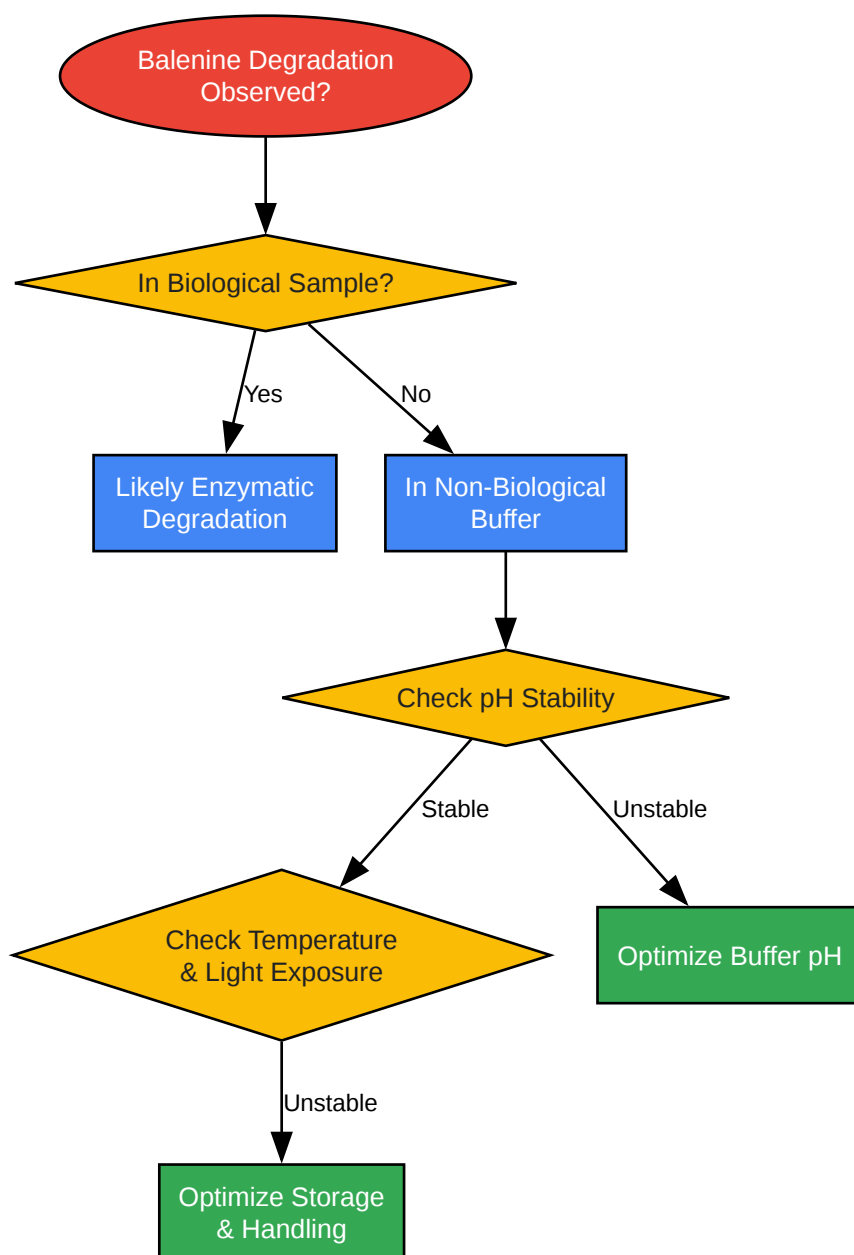 Balenine Degradation
Observed?
In Biological Sample?
Yes
No
Likely Enzymatic
Degradation
In Non-Biological
Buffer
Check pH Stability
Stable
Unstable
Check Temperature
& Light Exposure
Optimize Buffer pH
Unstable
Optimize Storage
& Handling